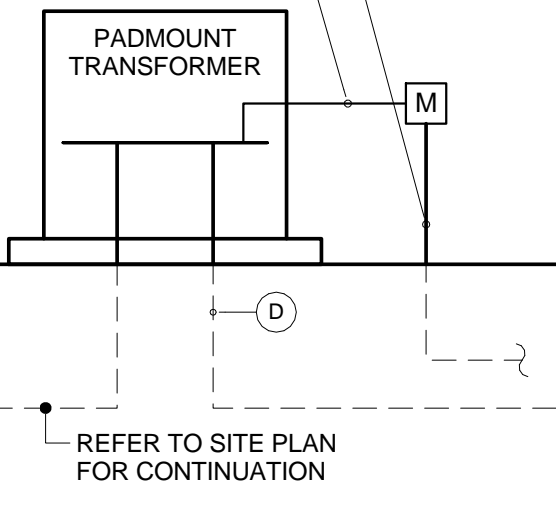 PADMOUNT
TRANSFORMER
M
D
REFER TO SITE PLAN
FOR CONTINUATION